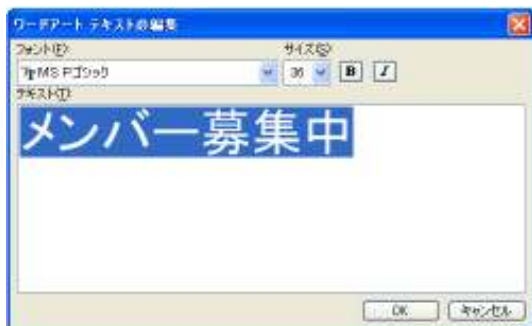 ワードアート テキストの編集
フォント(F):
サイズ(S):
MS Pゴシック
36
B
I
テキスト(T):
メンバー募集中
OK
キャンセル